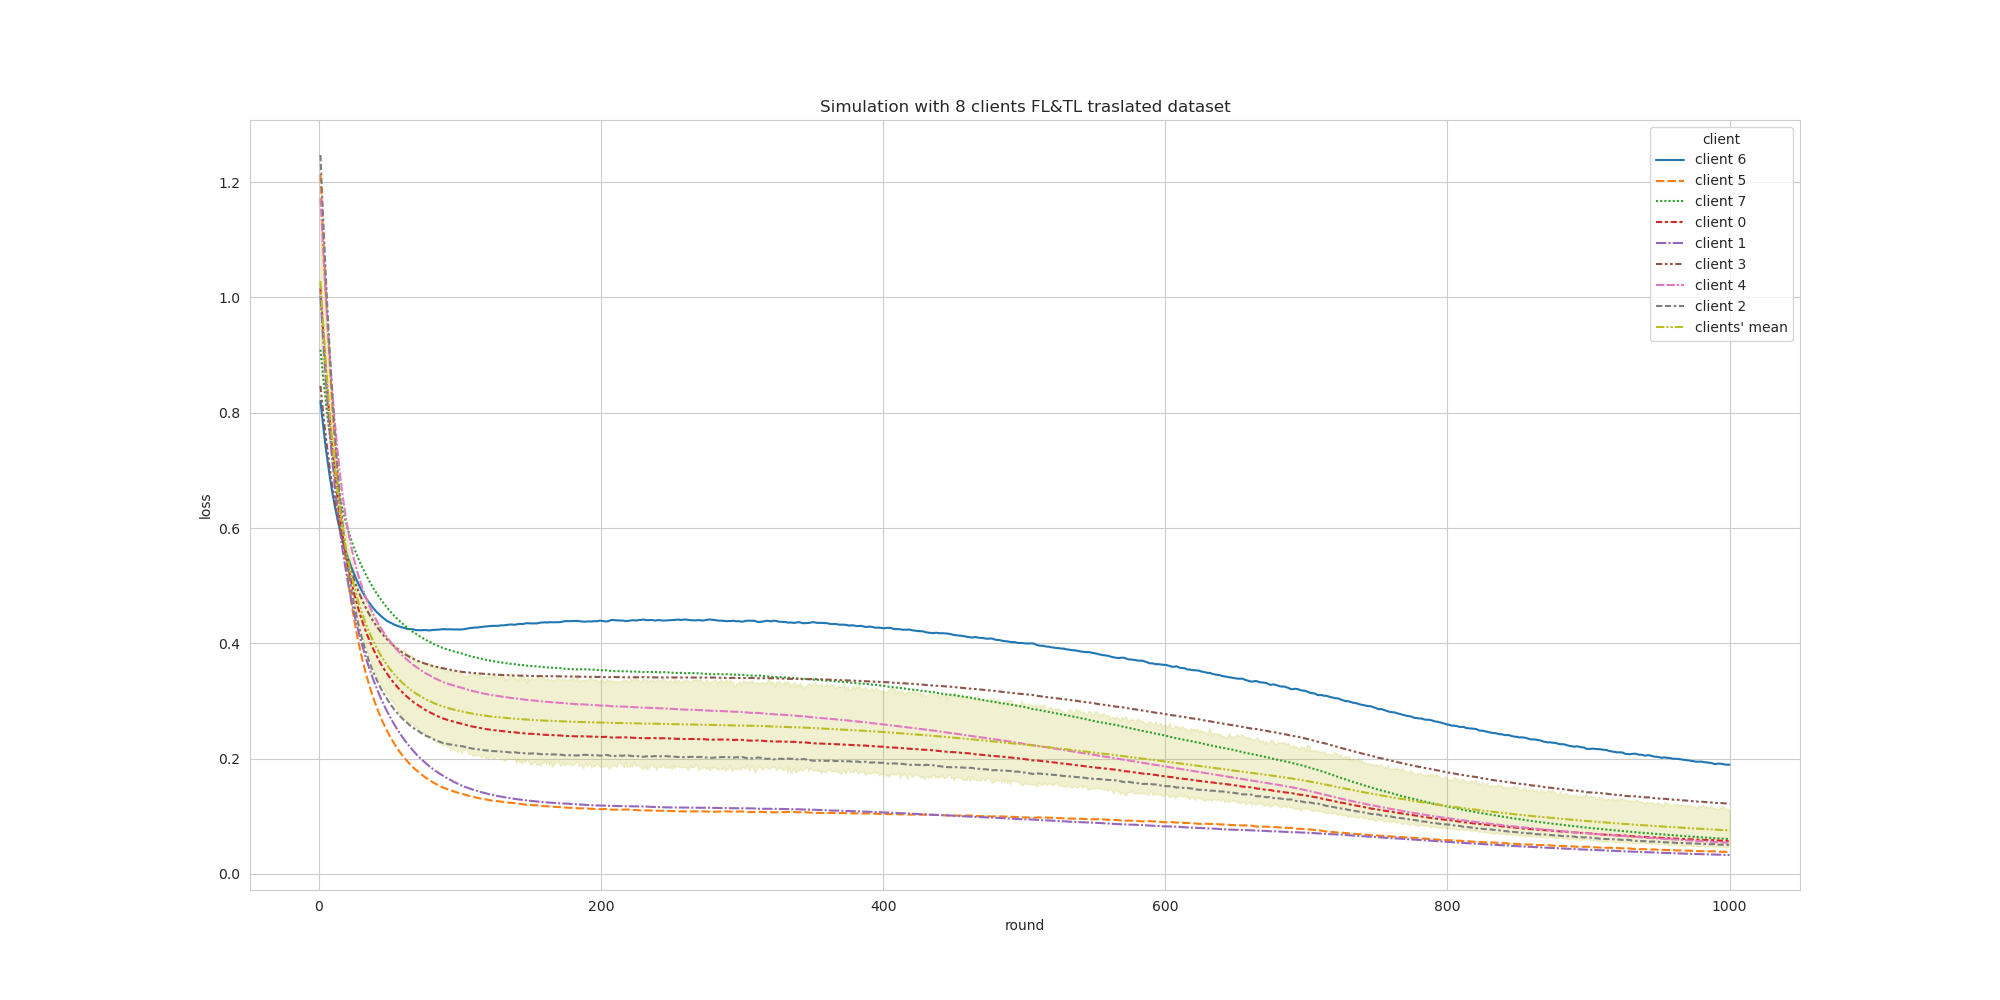 Simulation with 8 clients FL&TL traslated dataset
client
client 6
client 5
client 7
client 0
client 1
client 3
client 4
client 2
clients' mean
1.2
1.0
0.8
0.6
0.4
0.2
0.0
loss
0 200 400 600 800 1000
round